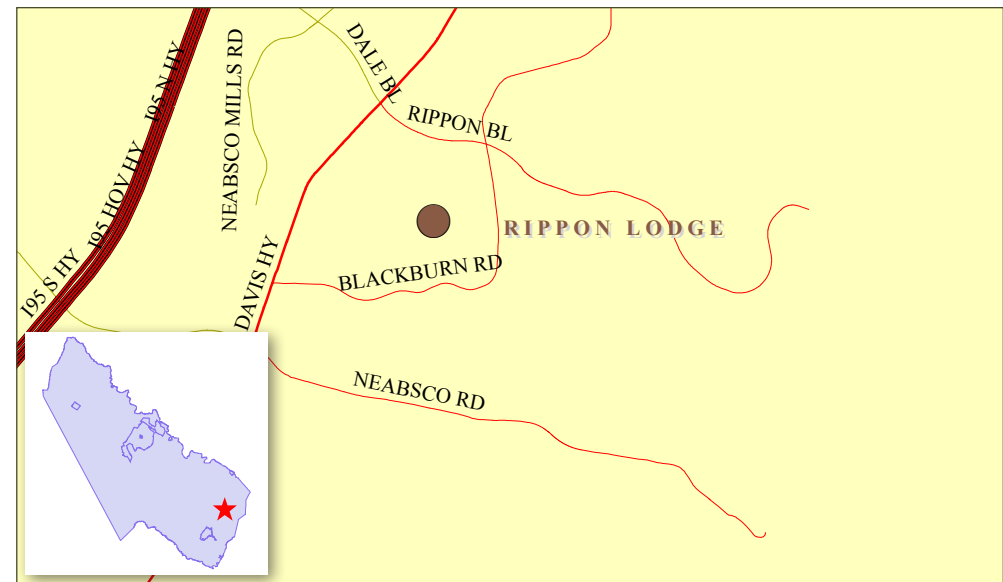 I95 N HY
NEABSCO MILLS RD
DALE BL
RIPPON BL
I95 HOV HY
RIPPON LODGE
I95 S HY
DAVIS HY
BLACKBURN RD
NEABSCO RD